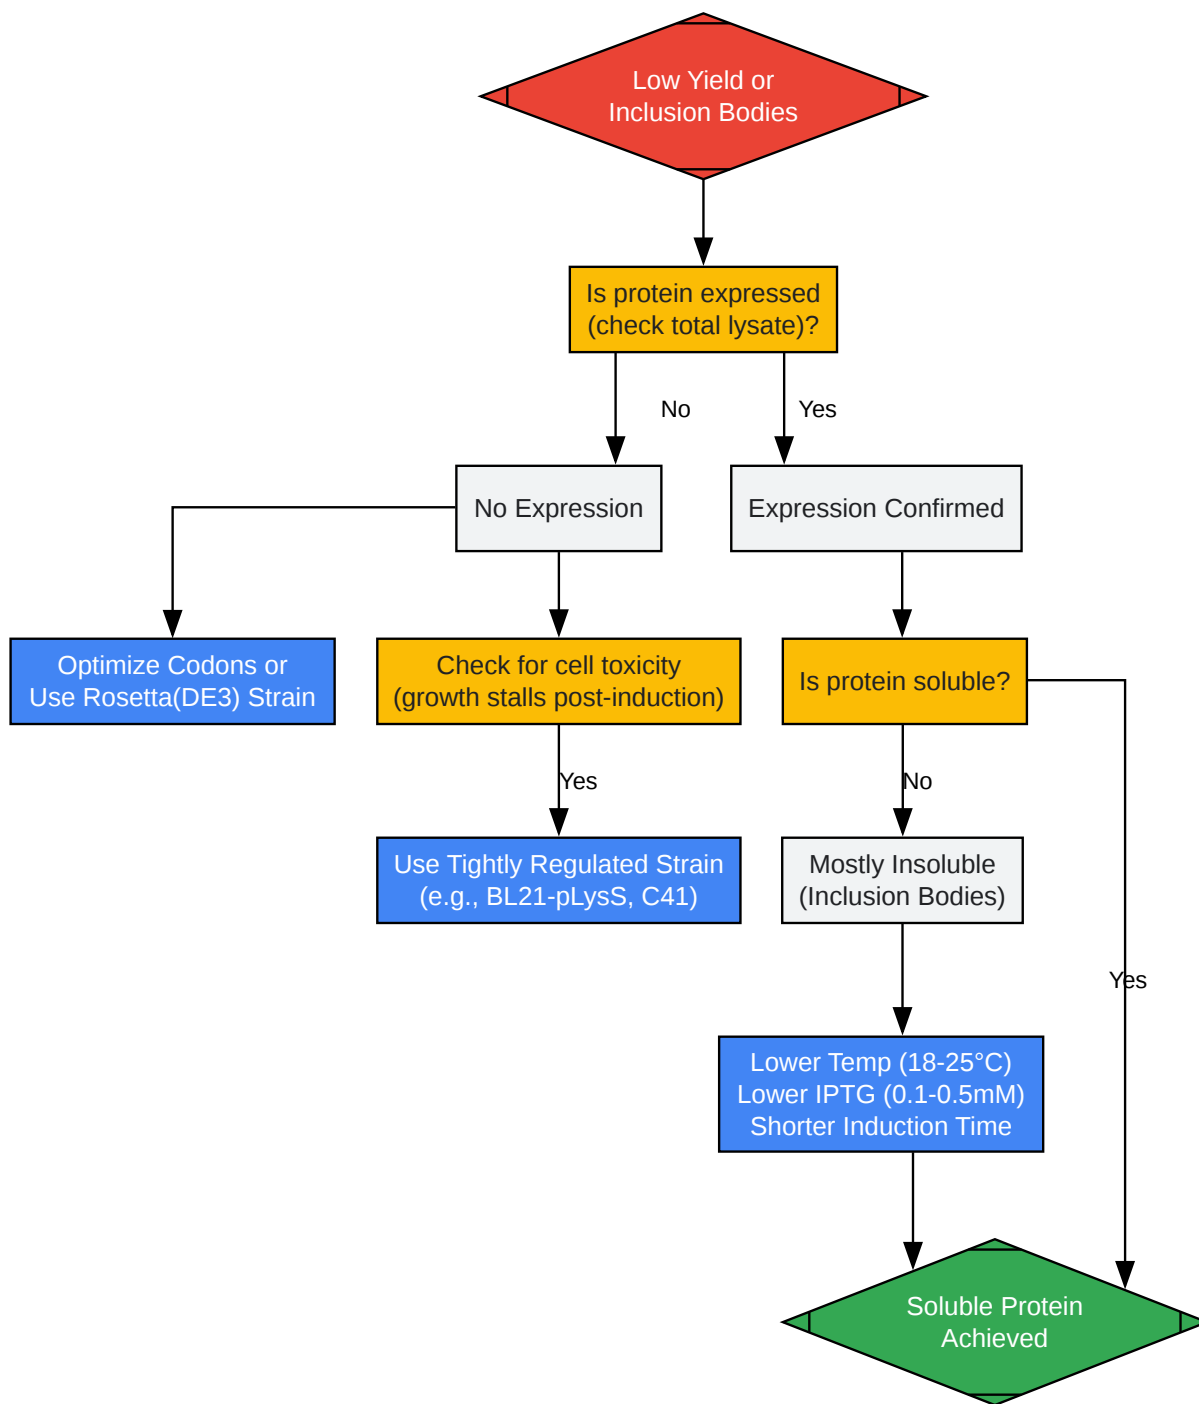 Low Yield or
Inclusion Bodies
Is protein expressed
(check total lysate)?
No
Yes
No Expression
Expression Confirmed
Optimize Codons or
Use Rosetta(DE3) Strain
Check for cell toxicity
(growth stalls post-induction)
Is protein soluble?
Yes
No
Use Tightly Regulated Strain
(e.g., BL21-pLysS, C41)
Mostly Insoluble
(Inclusion Bodies)
Yes
Lower Temp (18-25°C)
Lower IPTG (0.1-0.5mM)
Shorter Induction Time
Soluble Protein
Achieved